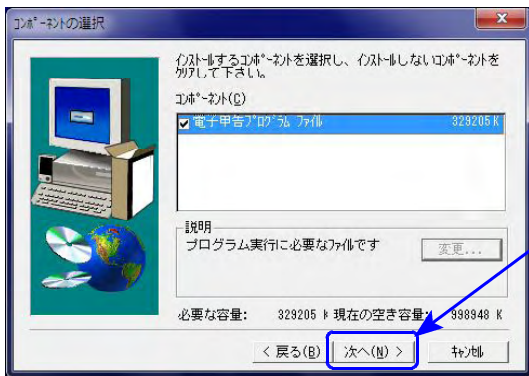 ｺﾝﾎﾟｰﾈﾝﾄの選択
ｲﾝｽﾄｰﾙするｺﾝﾎﾟｰﾈﾝﾄを選択し、ｲﾝｽﾄｰﾙしないｺﾝﾎﾟｰﾈﾝﾄを
ｸﾘｱして下さい。
ｺﾝﾎﾟｰﾈﾝﾄ(C)
電子申告ﾌﾟﾛｸﾞﾗﾑ ﾌｧｲﾙ 329205 K
説明
プログラム実行に必要なﾌｧｲﾙです
変更...
必要な容量: 329205 K 現在の空き容量: 998948 K
< 戻る(B) 次へ(N) > ｷｬﾝｾﾙ